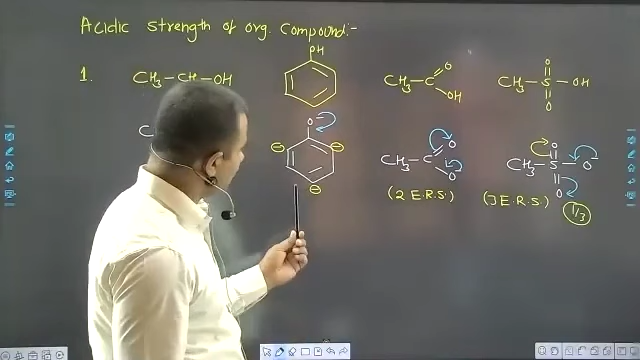 Acidic strength of org. Compound:-
1. CH₃-CH-OH
OH
CH₃-C
O
OH
CH₃-S-OH
O
O
C
O⁻
⊖ ⊖
⊖
CH₃-C
O
O⁻
CH₃-S-O⁻
O
O
(2 E.R.S.) (3 E.R.S.) 1/3